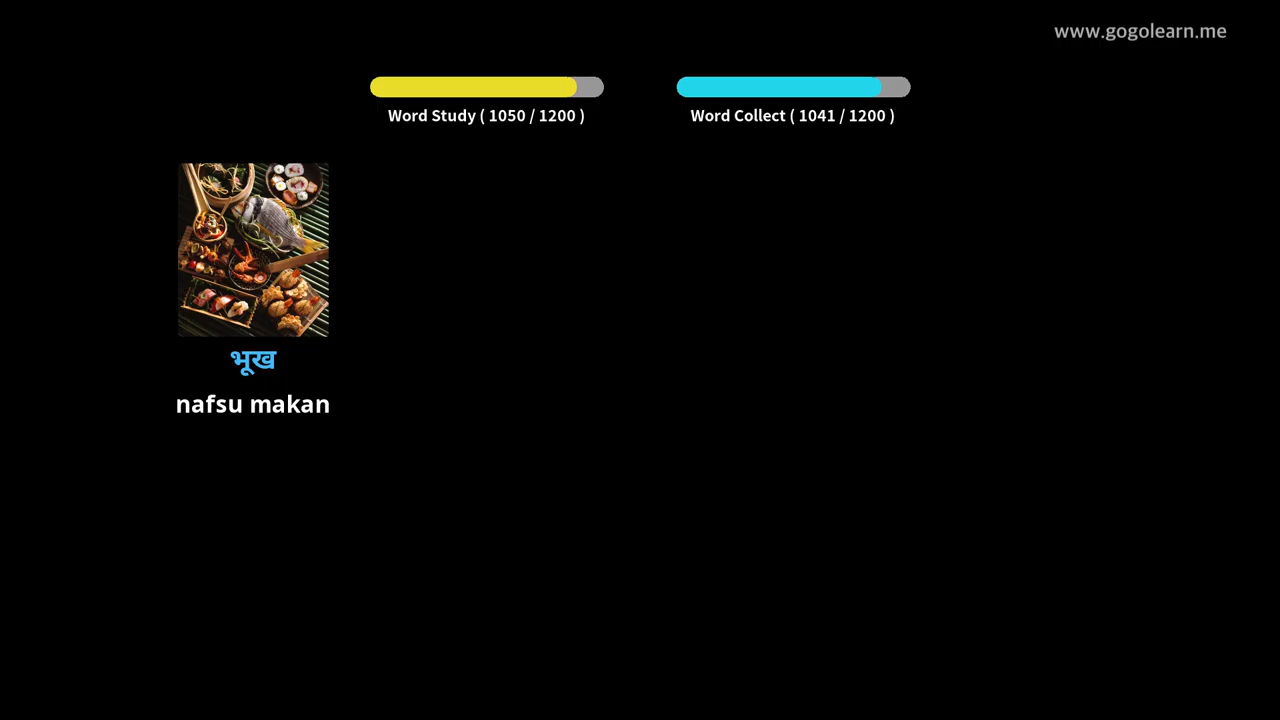 www.gogolearn.me
Word Study ( 1050 / 1200 )
Word Collect ( 1041 / 1200 )
भूख
nafsu makan